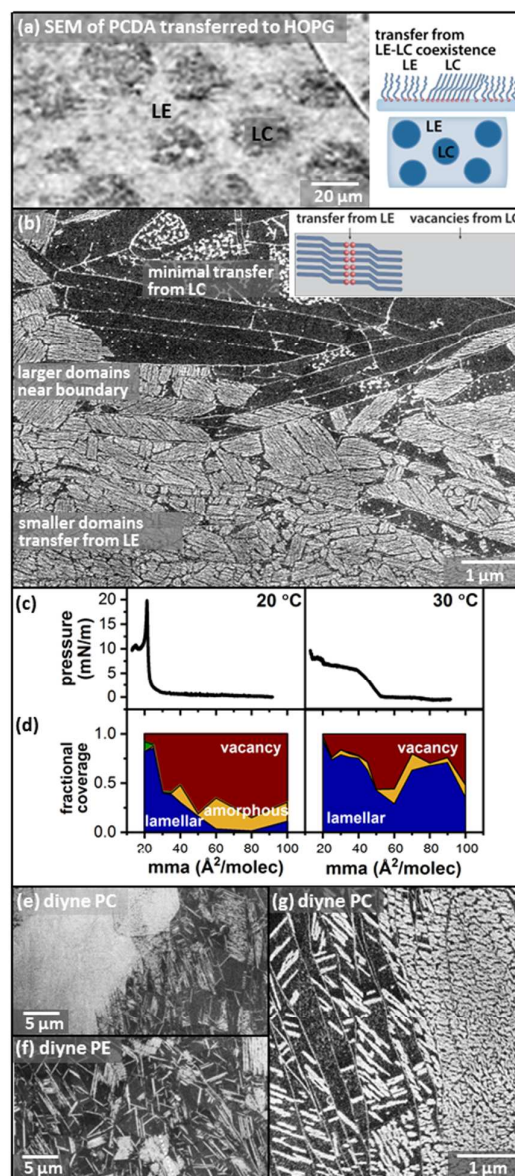 (a) SEM of PCDA transferred to HOPG
LE
LC
20 µm
transfer from
LE-LC coexistence
LE LC
LE
LC
(b)
transfer from LE vacancies from LC
minimal transfer
from LC
larger domains
near boundary
smaller domains
transfer from LE
1 µm
(c)
20 °C
30 °C
pressure
(mN/m)
20
15
10
5
0
(d)
fractional
coverage
1.0
0.5
0.0
vacancy
amorphous
lamellar
vacancy
lamellar
20 40 60 80 100
20 40 60 80 100
mma (Å²/molec)
mma (Å²/molec)
(e) diyne PC
5 µm
(f) diyne PE
5 µm
(g) diyne PC
1 µm